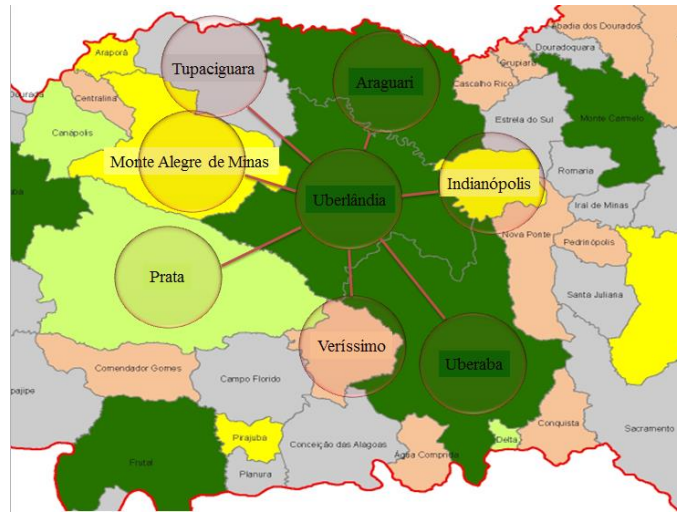 Abadia dos Dourados
Araporã
Tupaciguara
Araguari
Douradoquara
Grupiara
Cascalho Rico
Centralina
Estrela do Sul
Monte Carmelo
Canápolis
Monte Alegre de Minas
Romaria
Indianópolis
Uberlândia
Iraí de Minas
Nova Ponte
Pedrinópolis
Prata
Santa Juliana
Veríssimo
Uberaba
Comendador Gomes
Campo Florido
Conquista
Sacramento
Pirajuba
Conceição das Alagoas
Delta
Frutal
Água Comprida
Planura